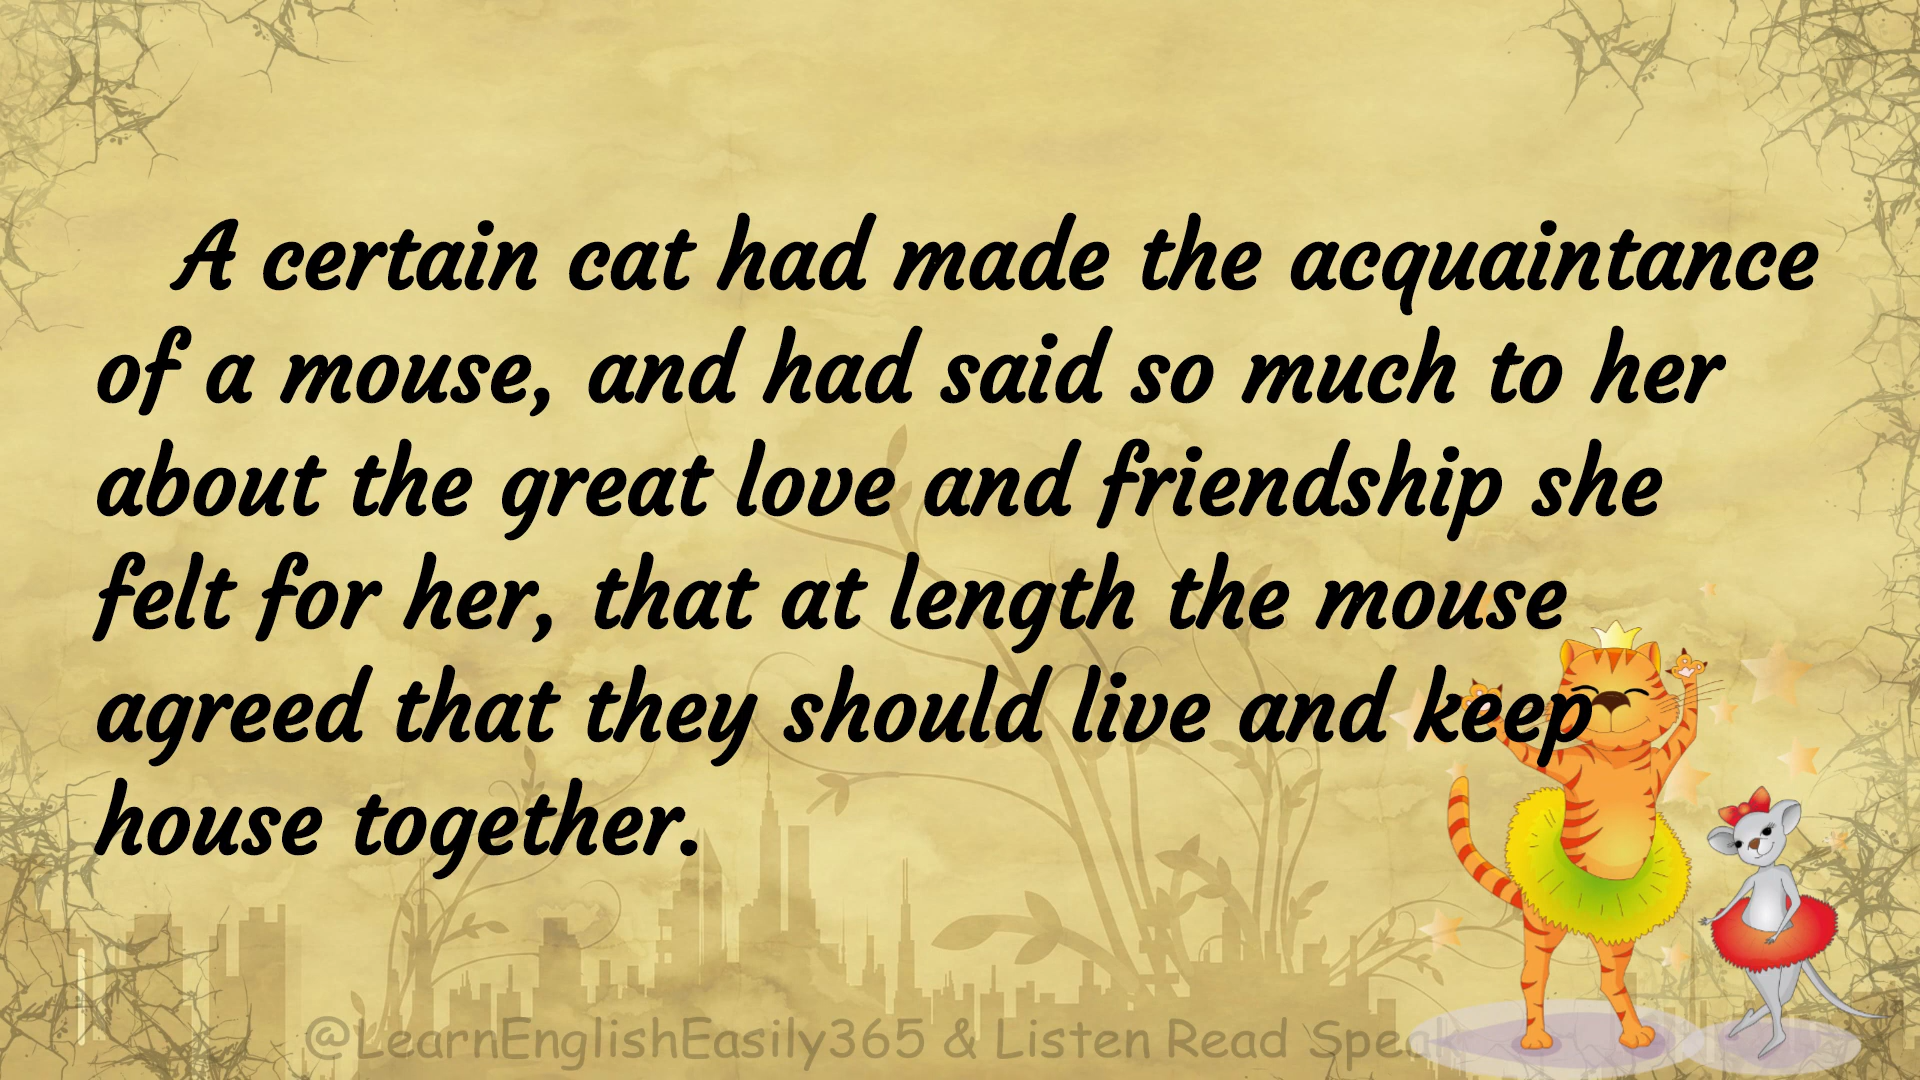 A certain cat had made the acquaintance
of a mouse, and had said so much to her
about the great love and friendship she
felt for her, that at length the mouse
agreed that they should live and keep
house together.
@LearnEnglishEasily365 & Listen Read